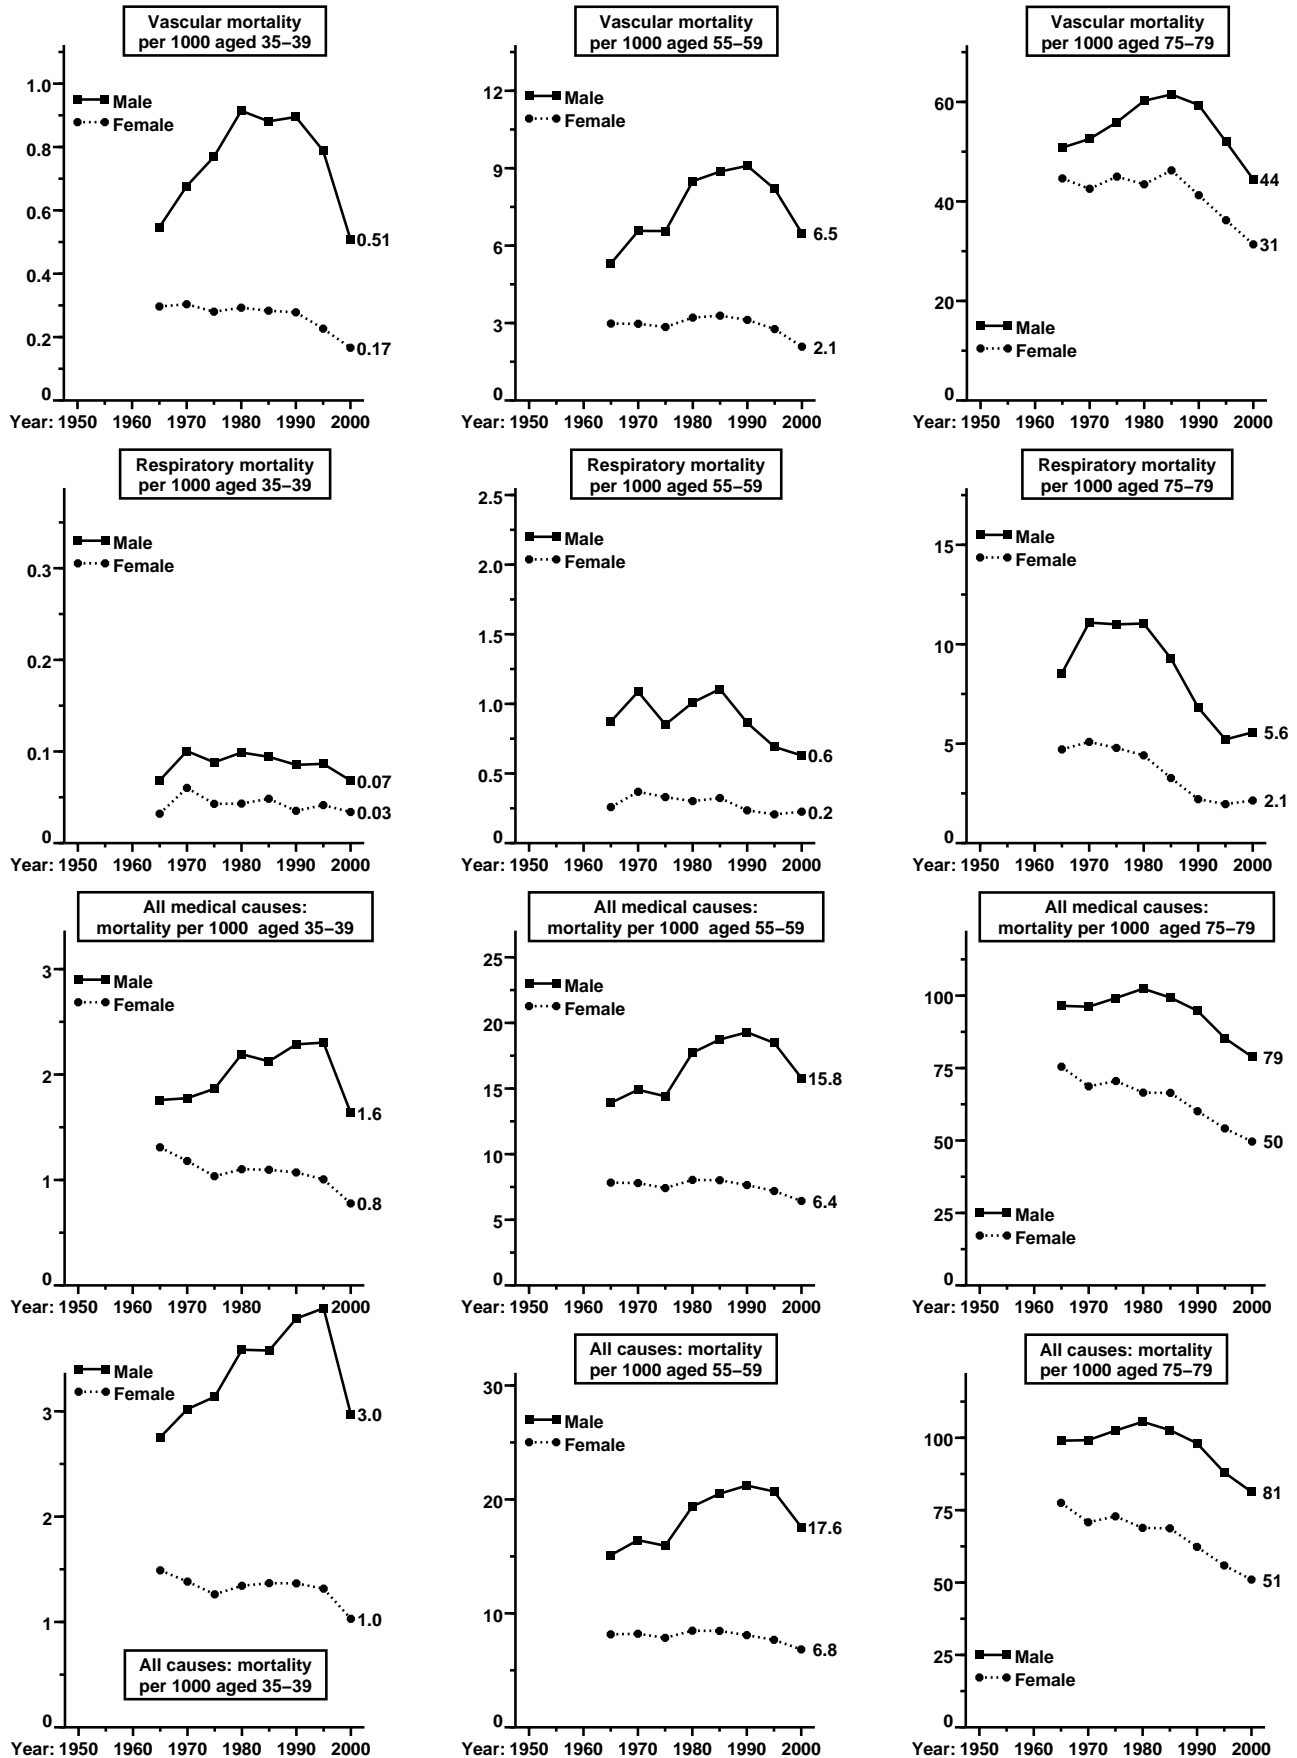 Vascular mortality
per 1000 aged 35–39
1.0
0.8
0.6
0.4
0.2
0
Male
Female
0.51
0.17
Year: 1950 1960 1970 1980 1990 2000
Vascular mortality
per 1000 aged 55–59
12
9
6
3
0
Male
Female
6.5
2.1
Year: 1950 1960 1970 1980 1990 2000
Vascular mortality
per 1000 aged 75–79
60
40
20
0
44
31
Male
Female
Year: 1950 1960 1970 1980 1990 2000
Respiratory mortality
per 1000 aged 35–39
0.3
0.2
0.1
0
Male
Female
0.07
0.03
Year: 1950 1960 1970 1980 1990 2000
Respiratory mortality
per 1000 aged 55–59
2.5
2.0
1.5
1.0
0.5
0
Male
Female
0.6
0.2
Year: 1950 1960 1970 1980 1990 2000
Respiratory mortality
per 1000 aged 75–79
15
10
5
0
Male
Female
5.6
2.1
Year: 1950 1960 1970 1980 1990 2000
All medical causes:
mortality per 1000 aged 35–39
3
2
1
0
Male
Female
1.6
0.8
Year: 1950 1960 1970 1980 1990 2000
All medical causes:
mortality per 1000 aged 55–59
25
20
15
10
5
0
Male
Female
15.8
6.4
Year: 1950 1960 1970 1980 1990 2000
All medical causes:
mortality per 1000 aged 75–79
100
75
50
25
0
79
50
Male
Female
Year: 1950 1960 1970 1980 1990 2000
Male
Female
3
2
1
0
3.0
1.0
All causes: mortality
per 1000 aged 35–39
Year: 1950 1960 1970 1980 1990 2000
All causes: mortality
per 1000 aged 55–59
30
20
10
0
Male
Female
17.6
6.8
Year: 1950 1960 1970 1980 1990 2000
All causes: mortality
per 1000 aged 75–79
100
75
50
25
0
81
51
Male
Female
Year: 1950 1960 1970 1980 1990 2000